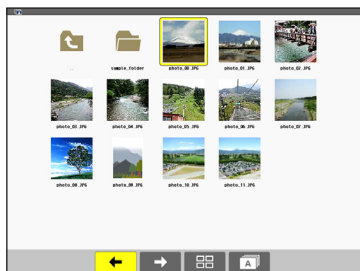 ..
sample_folder
photo_00.JPG
photo_01.JPG
photo_02.JPG
photo_03.JPG
photo_04.JPG
photo_05.JPG
photo_06.JPG
photo_07.JPG
photo_08.JPG
photo_09.JPG
photo_10.JPG
photo_11.JPG
A